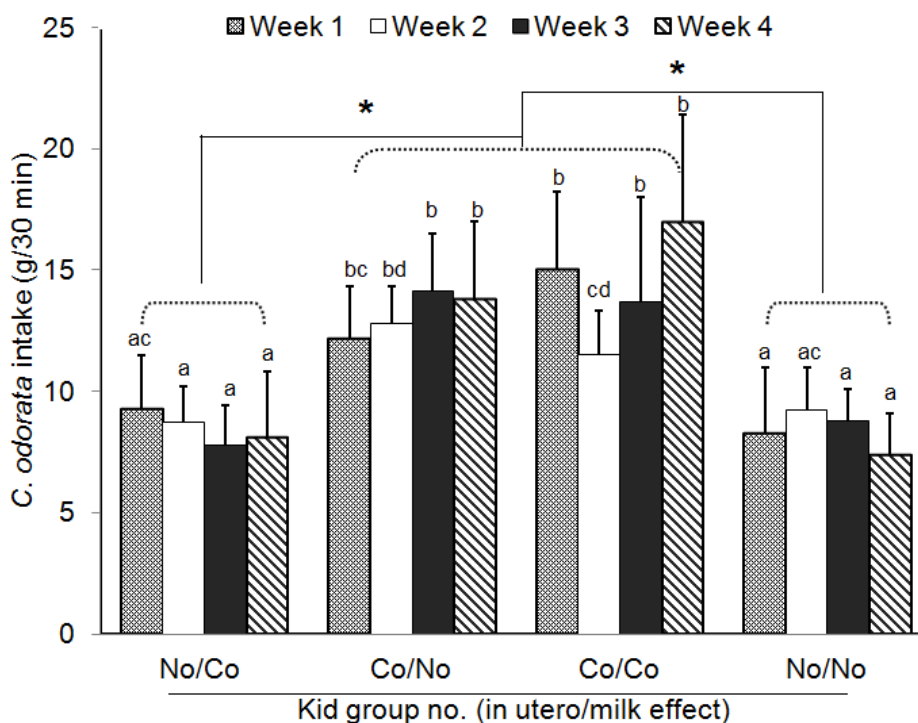 25
Week 1 Week 2 Week 3 Week 4
*
*
b
20
b b
b b
bc bd
15
cd
ac a a a
a ac a a
10
5
0
C. odorata intake (g/30 min)
No/Co Co/No Co/Co No/No
Kid group no. (in utero/milk effect)